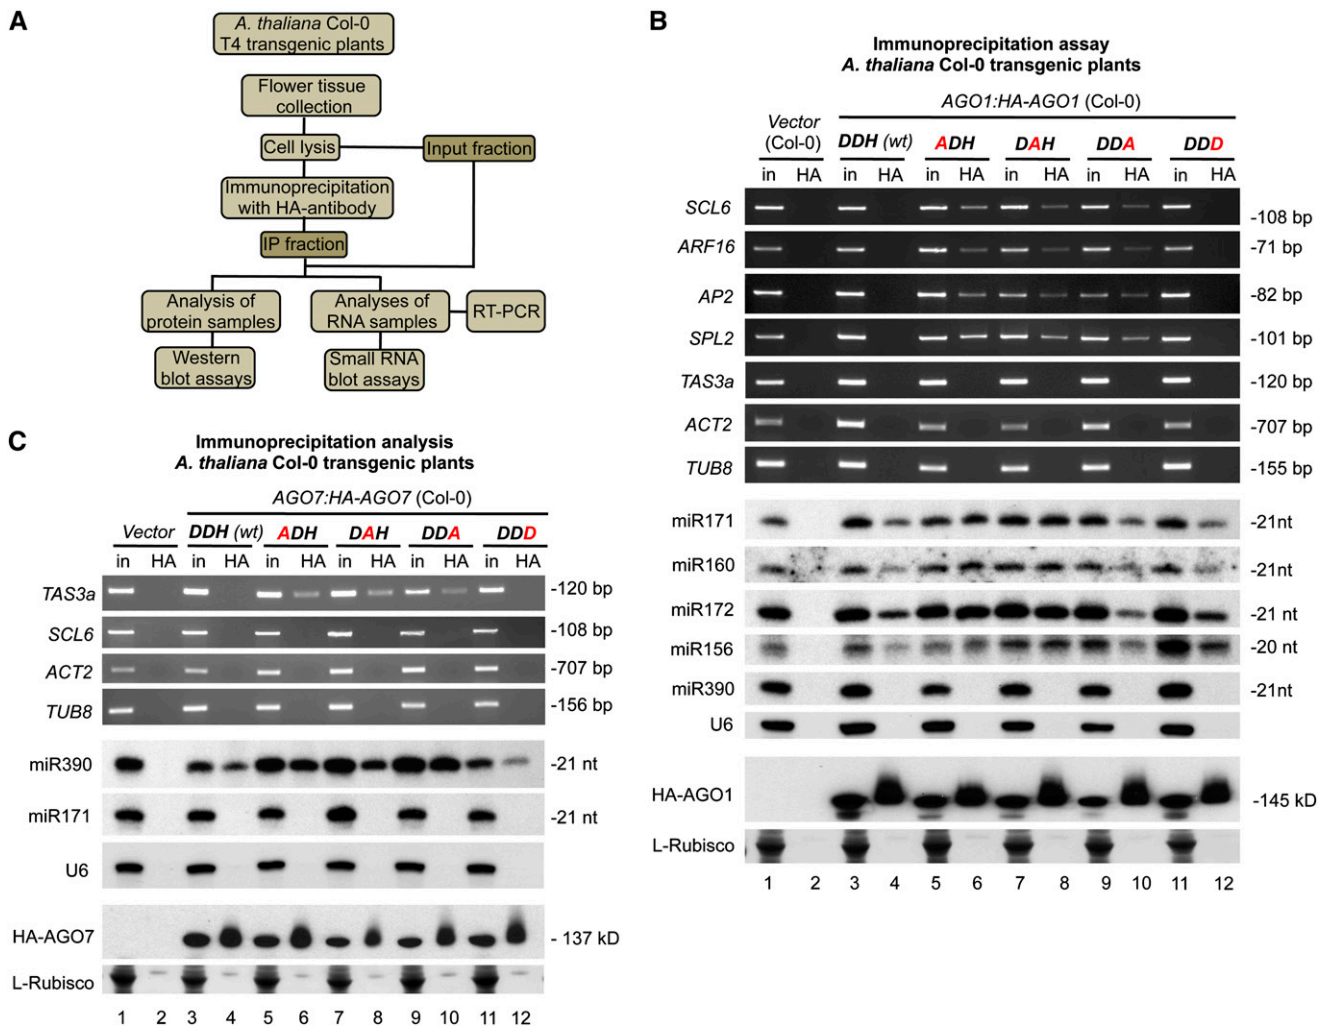 A
A. thaliana Col-0
T4 transgenic plants
Flower tissue
collection
Cell lysis
Input fraction
Immunoprecipitation
with HA-antibody
IP fraction
Analysis of
protein samples
Analyses of
RNA samples
RT-PCR
Western
blot assays
Small RNA
blot assays
B
Immunoprecipitation assay
A. thaliana Col-0 transgenic plants
AGO1:HA-AGO1 (Col-0)
Vector
(Col-0)
DDH (wt) ADH DAH DDA DDD
in HA in HA in HA in HA in HA in HA
SCL6 -108 bp
ARF16 -71 bp
AP2 -82 bp
SPL2 -101 bp
TAS3a -120 bp
ACT2 -707 bp
TUB8 -155 bp
miR171 -21nt
miR160 -21nt
miR172 -21 nt
miR156 -20 nt
miR390 -21nt
U6
HA-AGO1 -145 kD
L-Rubisco
1 2 3 4 5 6 7 8 9 10 11 12
C
Immunoprecipitation analysis
A. thaliana Col-0 transgenic plants
AGO7:HA-AGO7 (Col-0)
Vector DDH (wt) ADH DAH DDA DDD
in HA in HA in HA in HA in HA in HA
TAS3a -120 bp
SCL6 -108 bp
ACT2 -707 bp
TUB8 -156 bp
miR390 -21 nt
miR171 -21 nt
U6
HA-AGO7 - 137 kD
L-Rubisco
1 2 3 4 5 6 7 8 9 10 11 12